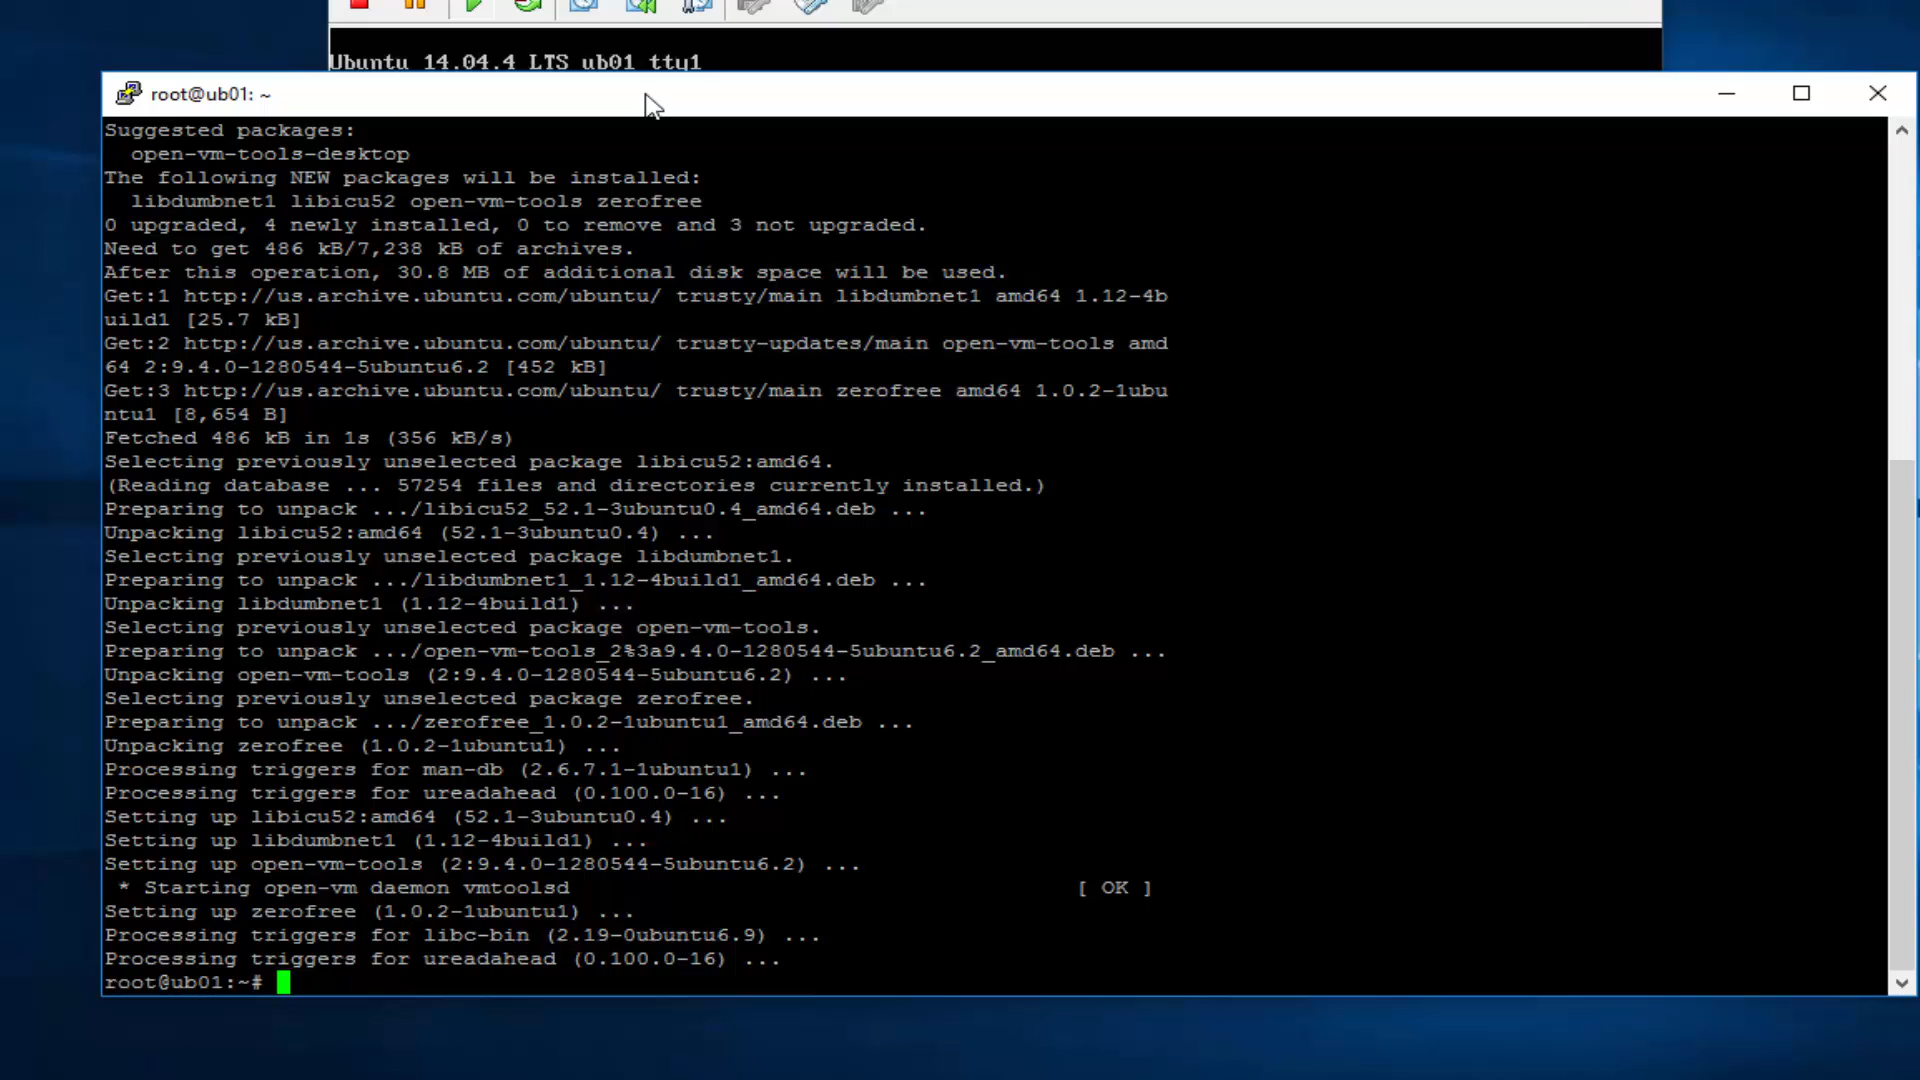 Ubuntu 14.04.4 LTS ub01 tty1
root@ub01: ~
Suggested packages:
  open-vm-tools-desktop
The following NEW packages will be installed:
  libdumbnet1 libicu52 open-vm-tools zerofree
0 upgraded, 4 newly installed, 0 to remove and 3 not upgraded.
Need to get 486 kB/7,238 kB of archives.
After this operation, 30.8 MB of additional disk space will be used.
Get:1 http://us.archive.ubuntu.com/ubuntu/ trusty/main libdumbnet1 amd64 1.12-4b
uild1 [25.7 kB]
Get:2 http://us.archive.ubuntu.com/ubuntu/ trusty-updates/main open-vm-tools amd
64 2:9.4.0-1280544-5ubuntu6.2 [452 kB]
Get:3 http://us.archive.ubuntu.com/ubuntu/ trusty/main zerofree amd64 1.0.2-1ubu
ntu1 [8,654 B]
Fetched 486 kB in 1s (356 kB/s)
Selecting previously unselected package libicu52:amd64.
(Reading database ... 57254 files and directories currently installed.)
Preparing to unpack .../libicu52_52.1-3ubuntu0.4_amd64.deb ...
Unpacking libicu52:amd64 (52.1-3ubuntu0.4) ...
Selecting previously unselected package libdumbnet1.
Preparing to unpack .../libdumbnet1_1.12-4build1_amd64.deb ...
Unpacking libdumbnet1 (1.12-4build1) ...
Selecting previously unselected package open-vm-tools.
Preparing to unpack .../open-vm-tools_2%3a9.4.0-1280544-5ubuntu6.2_amd64.deb ...
Unpacking open-vm-tools (2:9.4.0-1280544-5ubuntu6.2) ...
Selecting previously unselected package zerofree.
Preparing to unpack .../zerofree_1.0.2-1ubuntu1_amd64.deb ...
Unpacking zerofree (1.0.2-1ubuntu1) ...
Processing triggers for man-db (2.6.7.1-1ubuntu1) ...
Processing triggers for ureadahead (0.100.0-16) ...
Setting up libicu52:amd64 (52.1-3ubuntu0.4) ...
Setting up libdumbnet1 (1.12-4build1) ...
Setting up open-vm-tools (2:9.4.0-1280544-5ubuntu6.2) ...
 * Starting open-vm daemon vmtoolsd                                       [ OK ]
Setting up zerofree (1.0.2-1ubuntu1) ...
Processing triggers for libc-bin (2.19-0ubuntu6.9) ...
Processing triggers for ureadahead (0.100.0-16) ...
root@ub01:~#